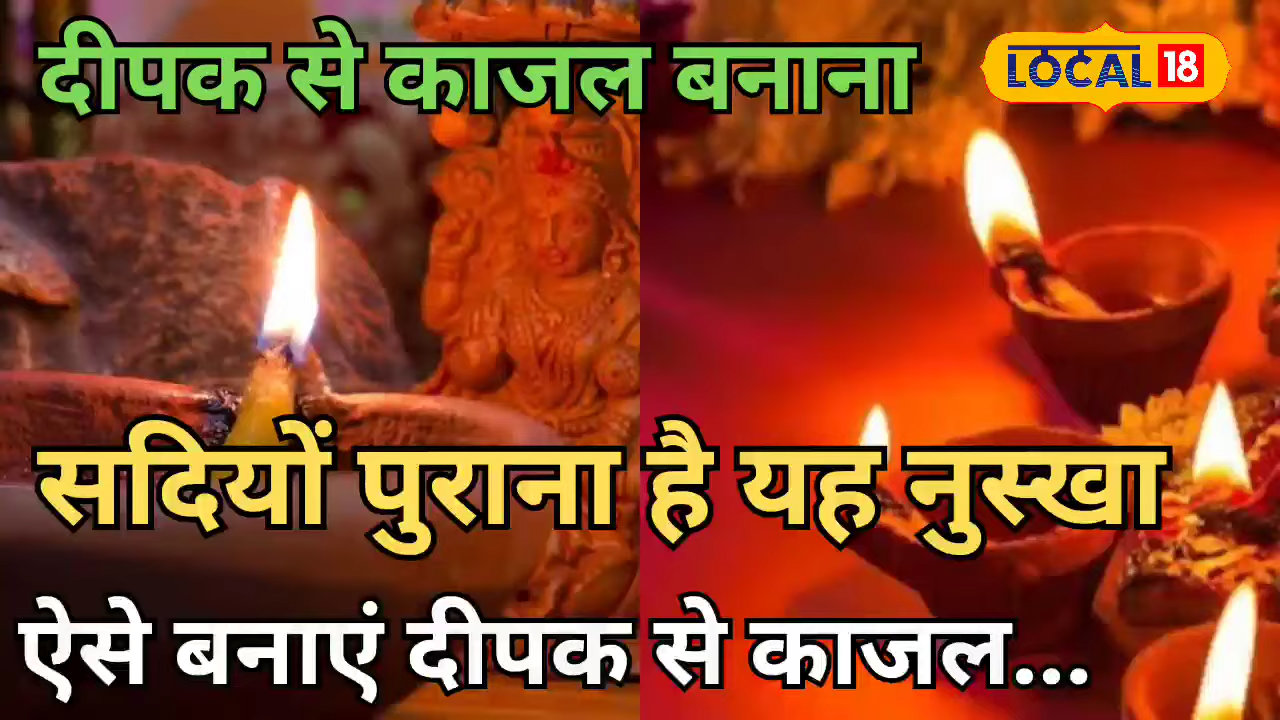 दीपक से काजल बनाना
LOCAL 18
सदियों पुराना है यह नुस्खा
ऐसे बनाएं दीपक से काजल...